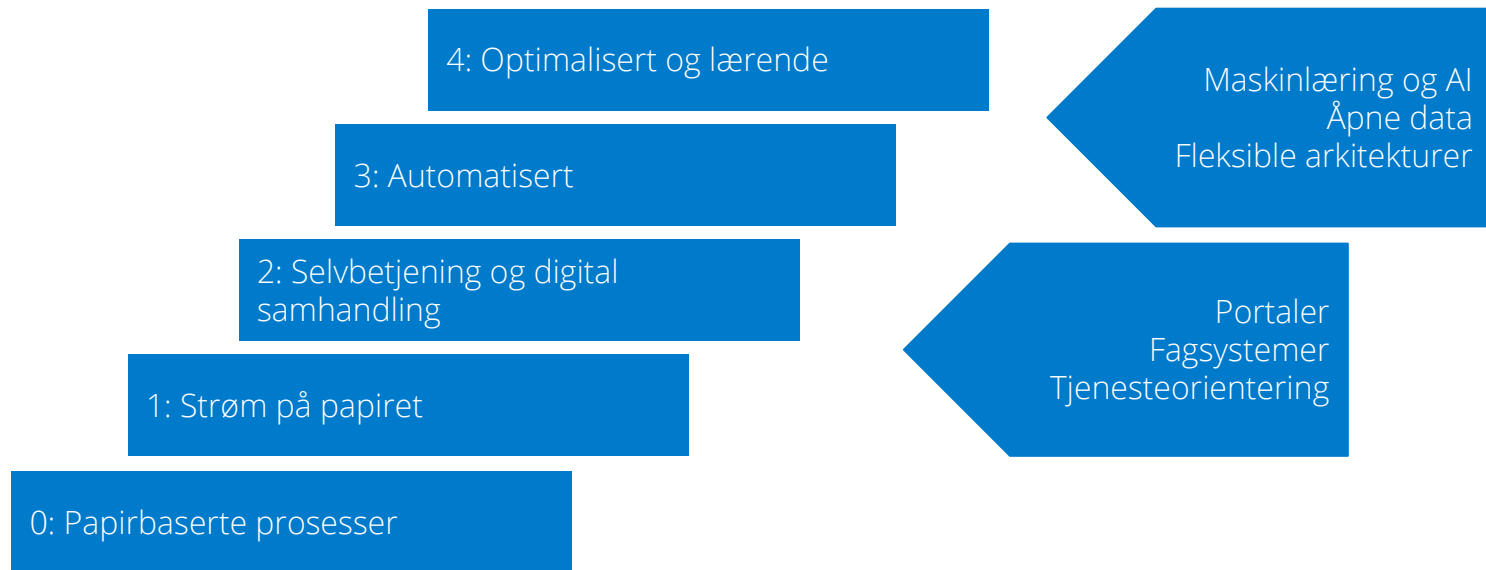 4: Optimalisert og lærende
3: Automatisert
2: Selvbetjening og digital
samhandling
1: Strøm på papiret
0: Papirbaserte prosesser
Maskinlæring og AI
Åpne data
Fleksible arkitekturer
Portaler
Fagsystemer
Tjenesteorientering